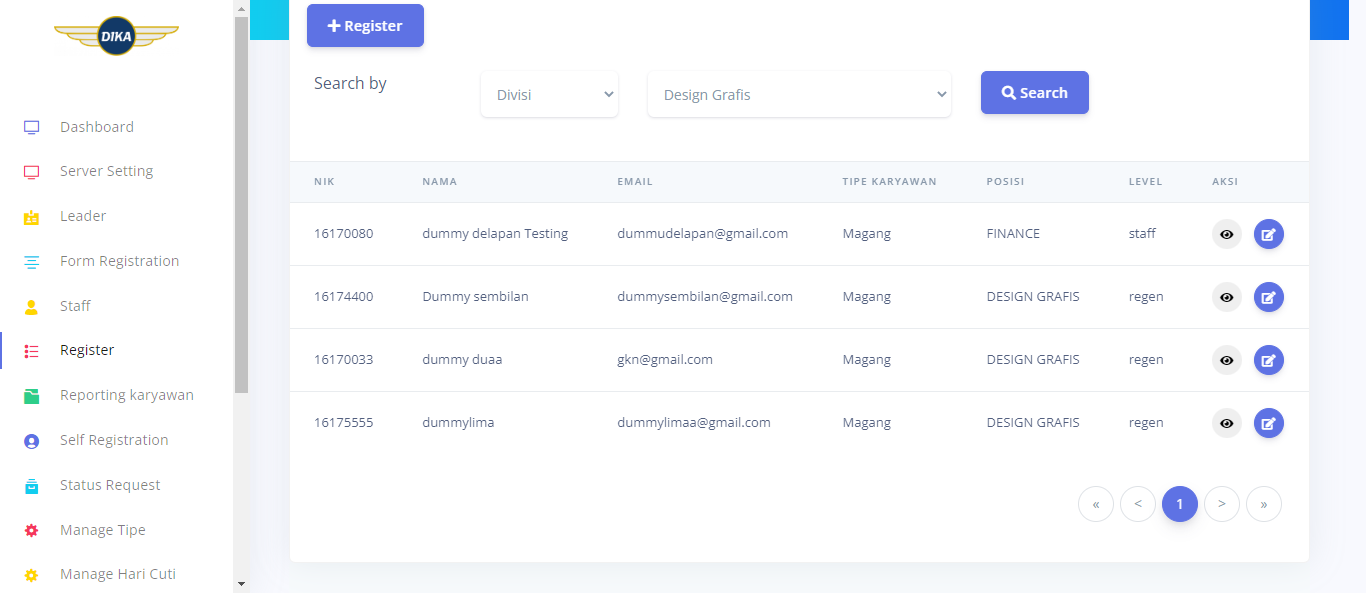 DIKA
Dashboard
Server Setting
Leader
Form Registration
Staff
Register
Reporting karyawan
Self Registration
Status Request
Manage Tipe
Manage Hari Cuti
Register
Search by Divisi Design Grafis Search
NIK NAMA EMAIL TIPE KARYAWAN POSISI LEVEL AKSI
16170080 dummy delapan Testing dummudelapan@gmail.com Magang FINANCE staff
16174400 Dummy sembilan dummysembilan@gmail.com Magang DESIGN GRAFIS regen
16170033 dummy duaa gkn@gmail.com Magang DESIGN GRAFIS regen
16175555 dummylima dummylimaa@gmail.com Magang DESIGN GRAFIS regen
« < 1 > »